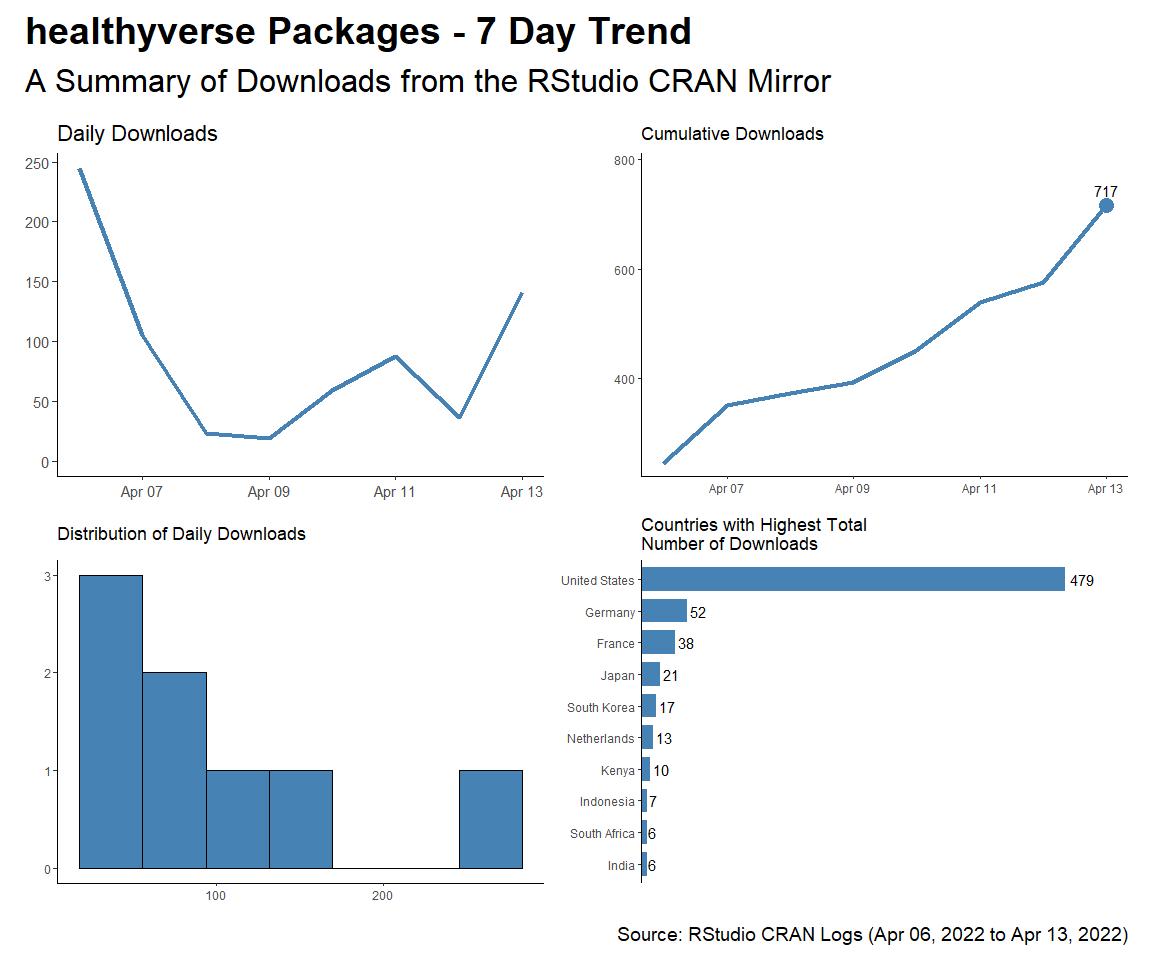 healthyverse Packages - 7 Day Trend
A Summary of Downloads from the RStudio CRAN Mirror
Daily Downloads
250
200
150
100
50
0
Apr 07
Apr 09
Apr 11
Apr 13
Cumulative Downloads
800
600
400
717
Apr 07
Apr 09
Apr 11
Apr 13
Distribution of Daily Downloads
3
2
1
0
100
200
Countries with Highest Total
Number of Downloads
United States 479
Germany 52
France 38
Japan 21
South Korea 17
Netherlands 13
Kenya 10
Indonesia 7
South Africa 6
India 6
Source: RStudio CRAN Logs (Apr 06, 2022 to Apr 13, 2022)